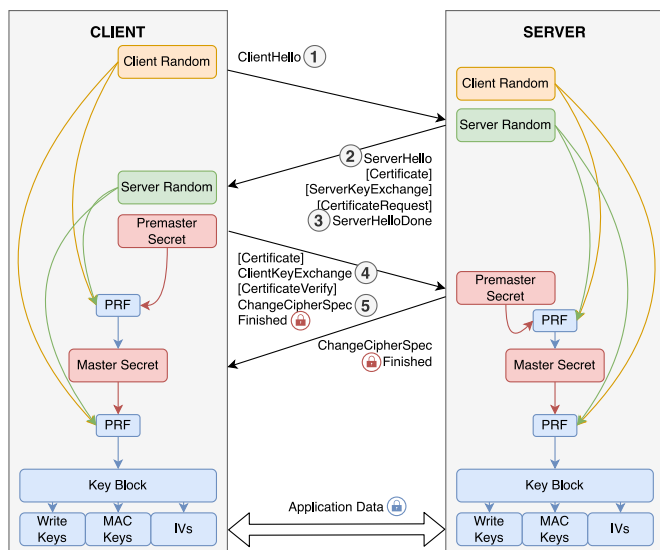 CLIENT
SERVER
Client Random
ClientHello 1
Client Random
Server Random
2 ServerHello
[Certificate]
[ServerKeyExchange]
[CertificateRequest]
3 ServerHelloDone
Server Random
Premaster
Secret
[Certificate]
ClientKeyExchange 4
[CertificateVerify]
ChangeCipherSpec 5
Finished
Premaster
Secret
PRF
PRF
ChangeCipherSpec
Finished
Master Secret
Master Secret
PRF
PRF
Key Block
Key Block
Application Data
Write
Keys
MAC
Keys
IVs
Write
Keys
MAC
Keys
IVs